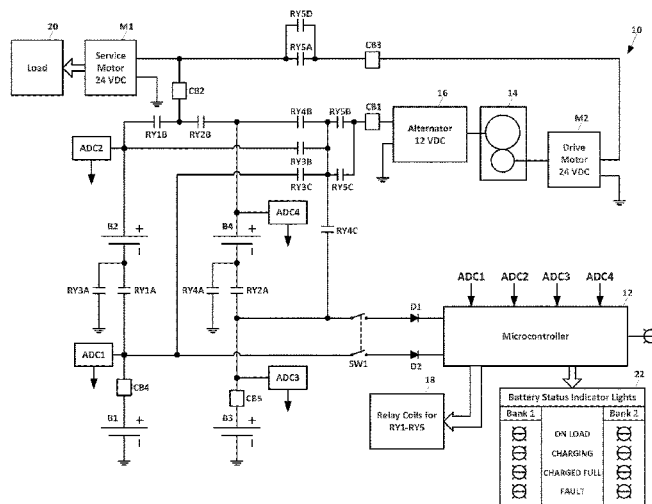 20
M1
RY5D
10
Load
Service
Motor
24 VDC
RY5A
CB3
CB2
RY1B
RY2B
RY4B
RY5B
CB1
16
Alternator
12 VDC
14
M2
Drive
Motor
24 VDC
ADC2
RY3B
RY3C
RY5C
B2
+
B4
+
ADC4
RY4C
RY3A
RY1A
RY4A
RY2A
ADC1
ADC2
ADC3
ADC4
12
D1
Microcontroller
SW1
D2
ADC1
CB4
ADC3
CB5
B1
+
B3
+
18
Relay Coils for
RY1-RY5
22
Battery Status Indicator Lights
Bank 1
Bank 2
ON LOAD
CHARGING
CHARGED FULL
FAULT